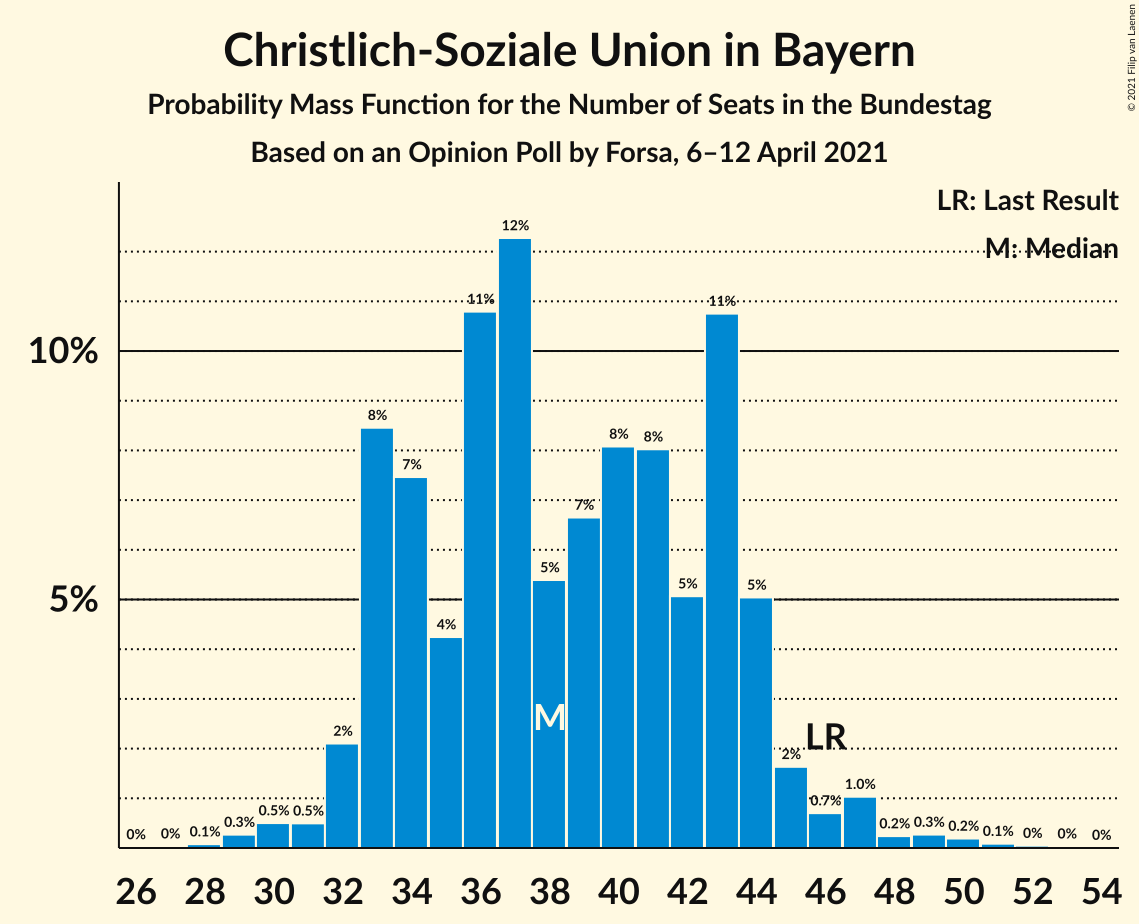 Christlich-Soziale Union in Bayern
Probability Mass Function for the Number of Seats in the Bundestag
Based on an Opinion Poll by Forsa, 6–12 April 2021
© 2021 Filip van Laenen
LR: Last Result
M: Median
10%
5%
0% 0% 0.1% 0.3% 0.5% 0.5% 2% 8% 7% 4% 11% 12% 5% 7% 8% 8% 5% 11% 5% 2% 0.7% 1.0% 0.2% 0.3% 0.2% 0.1% 0% 0% 0%
M
LR
26 28 30 32 34 36 38 40 42 44 46 48 50 52 54